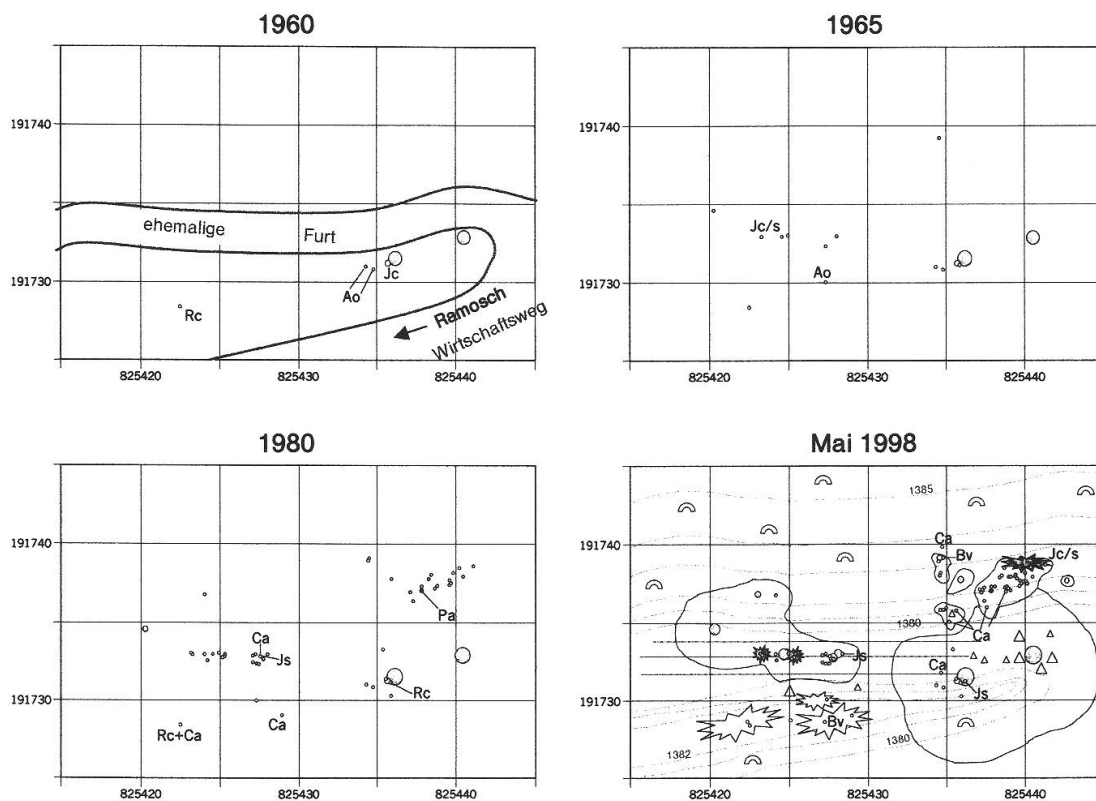 1960
191740
ehemalige Furt
191730
Jc
Ao
Rc
Ramosch
Wirtschaftsweg
825420 825430 825440
1965
191740
Jc/s
191730
Ao
825420 825430 825440
1980
191740
Pa
Ca
Js
191730
Rc
Rc+Ca
Ca
825420 825430 825440
Mai 1998
1385
191740
Ca
Bv
Jc/s
1380
Ca
Js
Ca
Js
191730
Bv
1382
1380
825420 825430 825440